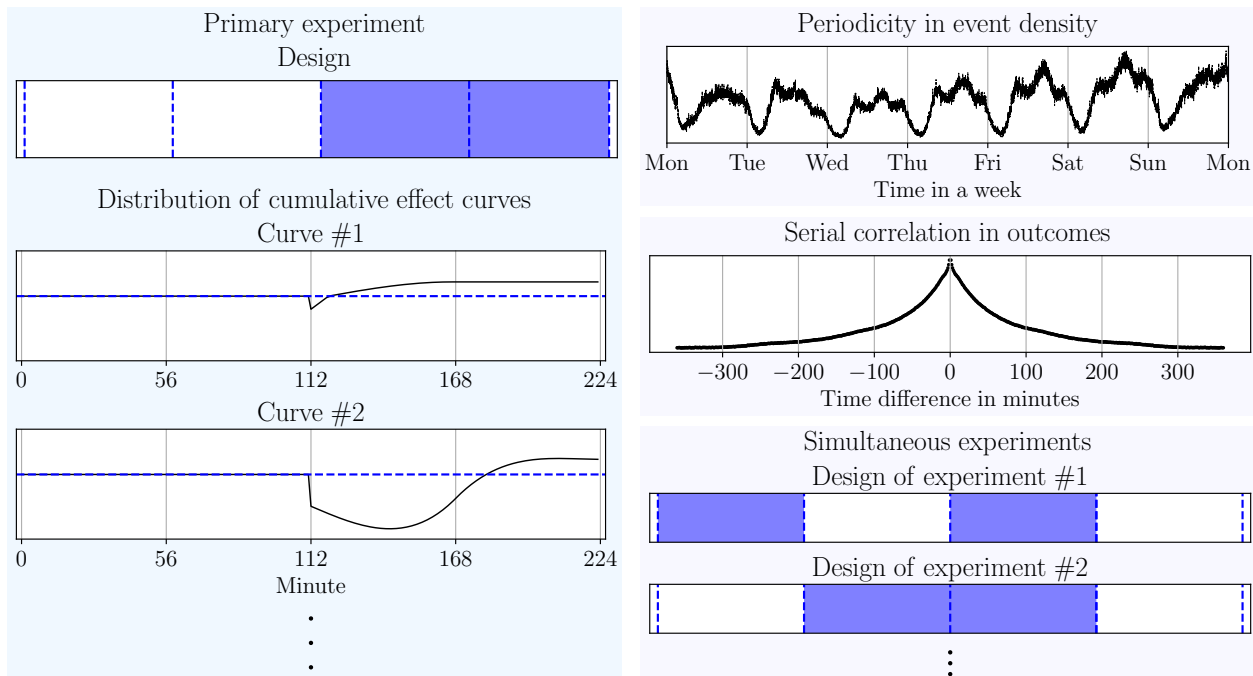 Primary experiment
Design
Distribution of cumulative effect curves
Curve #1
0 56 112 168 224
Curve #2
0 56 112 168 224
Minute
Periodicity in event density
Mon Tue Wed Thu Fri Sat Sun Mon
Time in a week
Serial correlation in outcomes
−300 −200 −100 0 100 200 300
Time difference in minutes
Simultaneous experiments
Design of experiment #1
Design of experiment #2